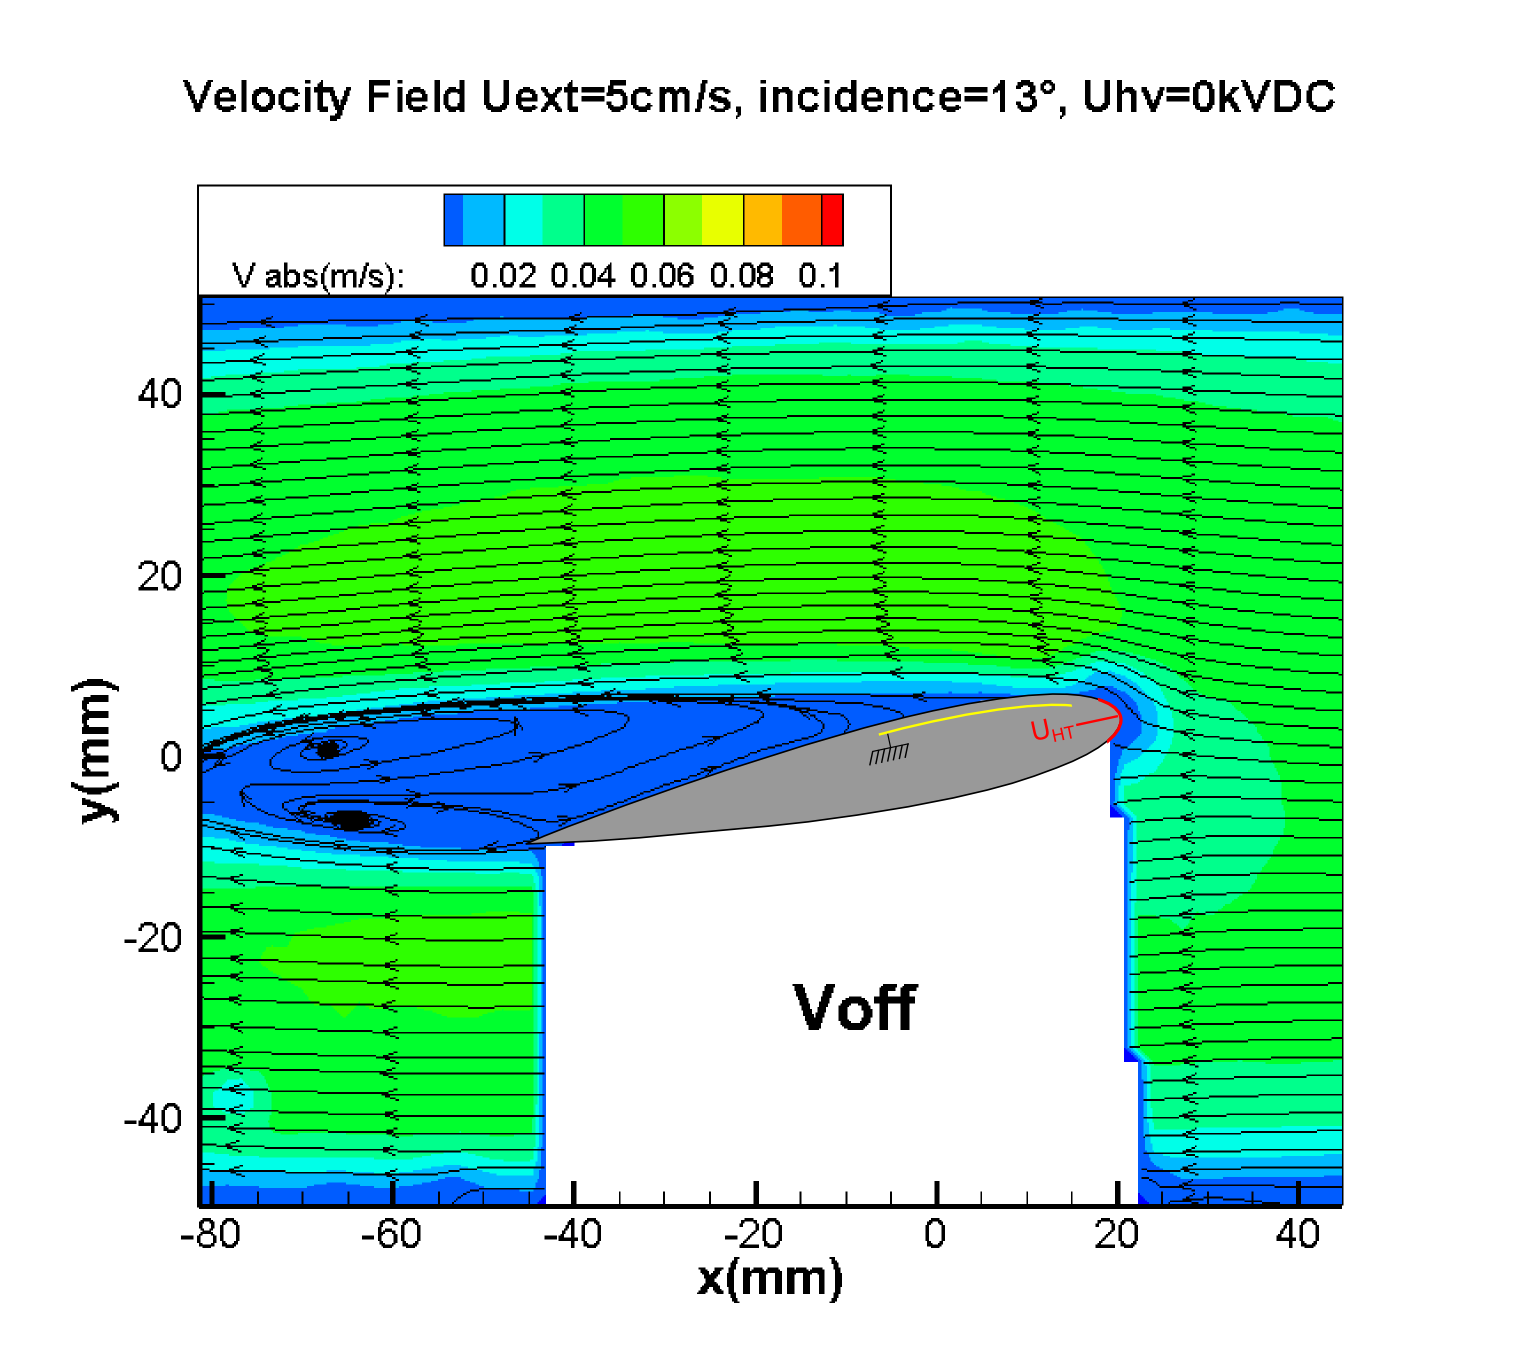 Velocity Field Uext=5cm/s, incidence=13°, Uhv=0kVDC
V abs(m/s): 0.02 0.04 0.06 0.08 0.1
40
20
0
-20
-40
y(mm)
UHT
Voff
-80 -60 -40 -20 0 20 40
x(mm)